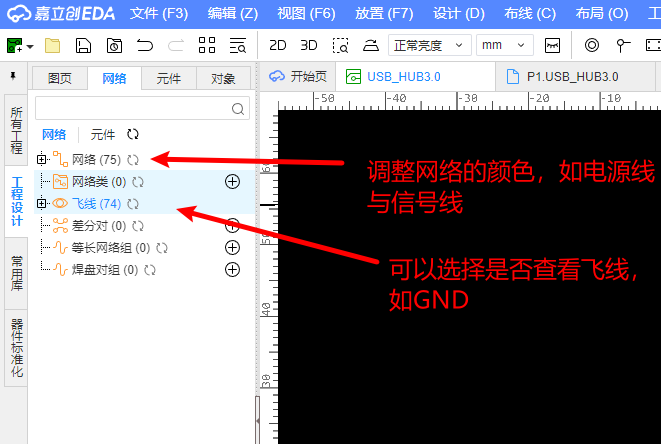 嘉立创EDA 文件 (F3) 编辑 (Z) 视图 (F6) 放置 (F7) 设计 (D) 布线 (C) 布局 (O)
2D 3D 正常亮度 mm
图页 网络 元件 对象 开始页 USB_HUB3.0 P1.USB_HUB3.0
-50 -40 -30 -20 -10
所有工程
工程设计
常用库
器件标准化
网络 元件
网络 (75)
网络类 (0)
飞线 (74)
差分对 (0)
等长网络组 (0)
焊盘对组 (0)
60
50
40
30
调整网络的颜色，如电源线
与信号线
可以选择是否查看飞线，
如GND